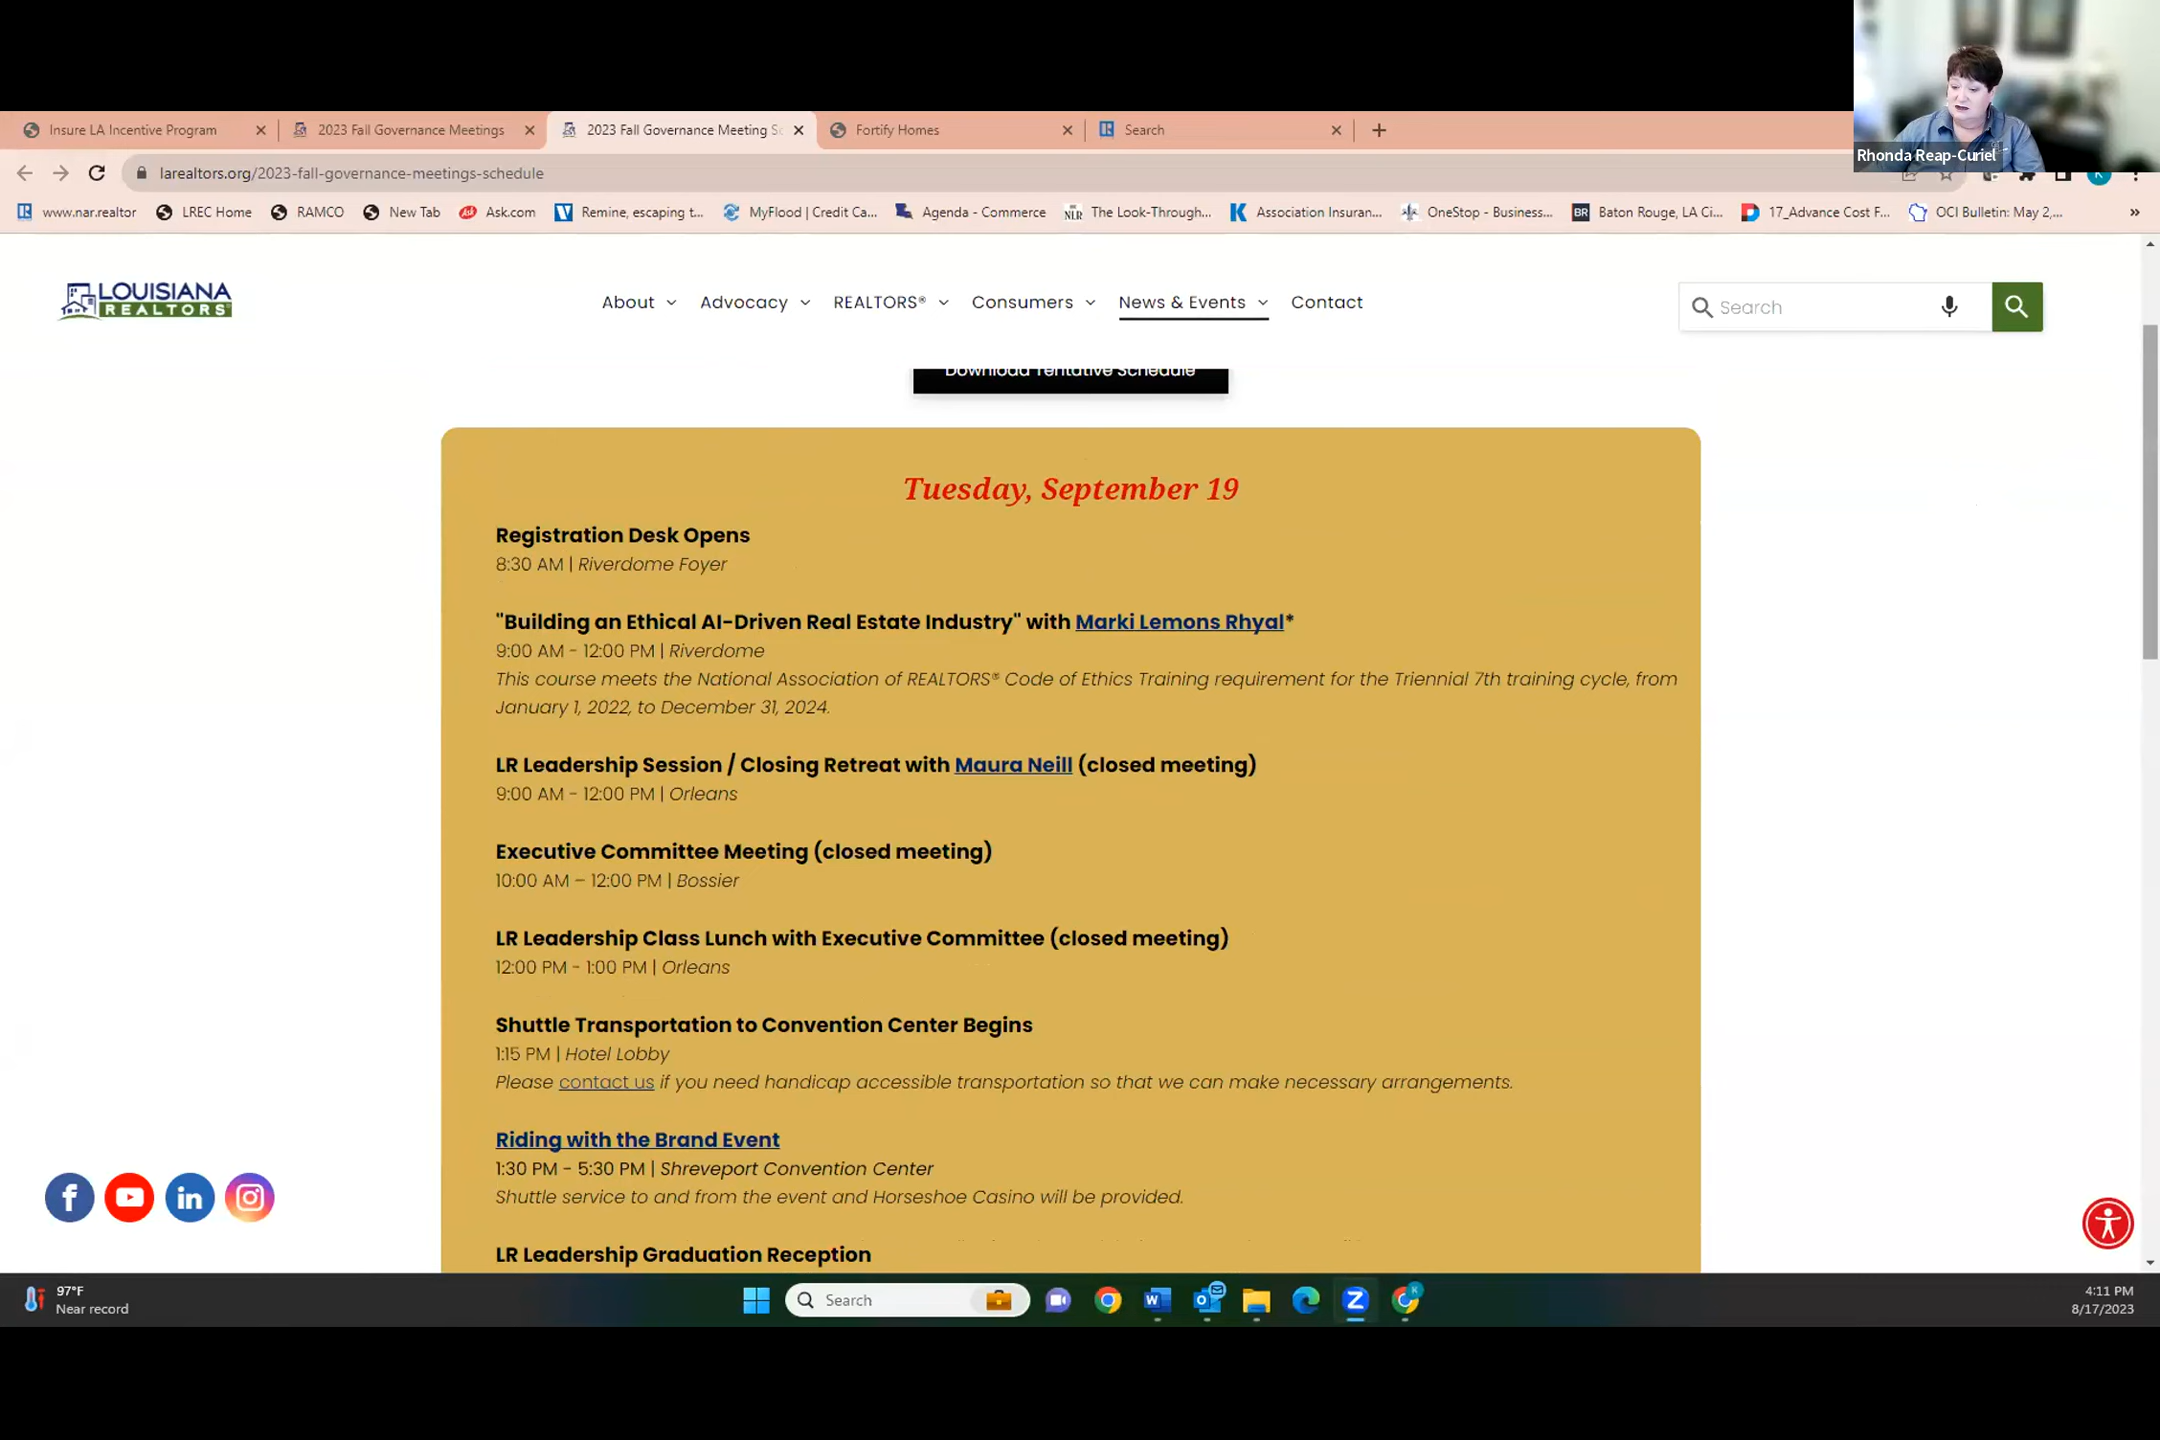 Rhonda Reap-Curiel
Insure LA Incentive Program
2023 Fall Governance Meetings
2023 Fall Governance Meeting Sc
Fortify Homes
Search
larealtors.org/2023-fall-governance-meetings-schedule
www.nar.realtor
LREC Home
RAMCO
New Tab
Ask.com
Remine, escaping t...
MyFlood | Credit Ca...
Agenda - Commerce
The Look-Through...
Association Insuran...
OneStop - Business...
Baton Rouge, LA Ci...
17_Advance Cost F...
OCI Bulletin: May 2,...
LOUISIANA
REALTORS®
About
Advocacy
REALTORS®
Consumers
News & Events
Contact
Search
Download Tentative Schedule
Tuesday, September 19
Registration Desk Opens
8:30 AM | Riverdome Foyer
"Building an Ethical AI-Driven Real Estate Industry" with Marki Lemons Rhyal*
9:00 AM - 12:00 PM | Riverdome
This course meets the National Association of REALTORS® Code of Ethics Training requirement for the Triennial 7th training cycle, from
January 1, 2022, to December 31, 2024.
LR Leadership Session / Closing Retreat with Maura Neill (closed meeting)
9:00 AM - 12:00 PM | Orleans
Executive Committee Meeting (closed meeting)
10:00 AM – 12:00 PM | Bossier
LR Leadership Class Lunch with Executive Committee (closed meeting)
12:00 PM - 1:00 PM | Orleans
Shuttle Transportation to Convention Center Begins
1:15 PM | Hotel Lobby
Please contact us if you need handicap accessible transportation so that we can make necessary arrangements.
Riding with the Brand Event
1:30 PM - 5:30 PM | Shreveport Convention Center
Shuttle service to and from the event and Horseshoe Casino will be provided.
LR Leadership Graduation Reception
97°F
Near record
Search
4:11 PM
8/17/2023